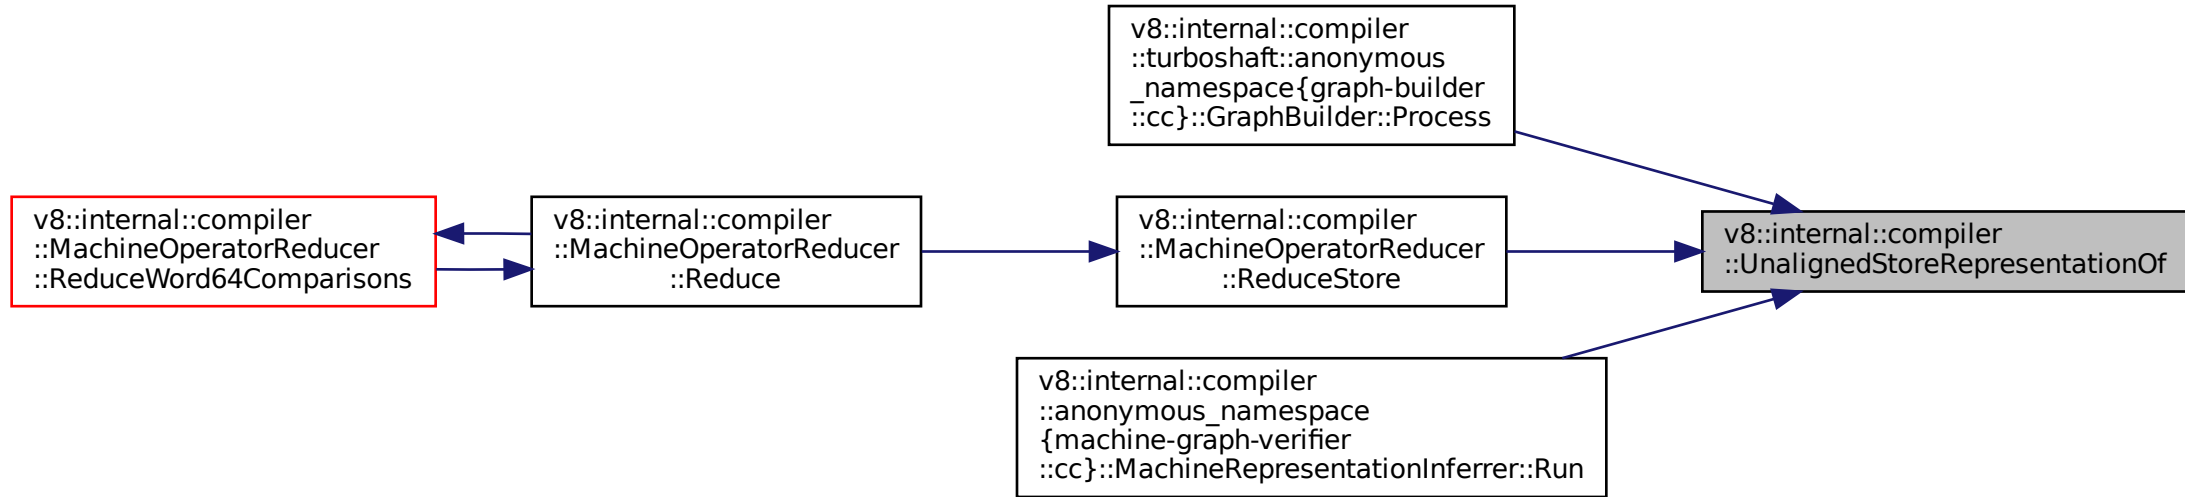 v8::internal::compiler
::turboshaft::anonymous
_namespace{graph-builder
::cc}::GraphBuilder::Process
v8::internal::compiler
::MachineOperatorReducer
::ReduceWord64Comparisons
v8::internal::compiler
::MachineOperatorReducer
::Reduce
v8::internal::compiler
::MachineOperatorReducer
::ReduceStore
v8::internal::compiler
::UnalignedStoreRepresentationOf
v8::internal::compiler
::anonymous_namespace
{machine-graph-verifier
::cc}::MachineRepresentationInferrer::Run